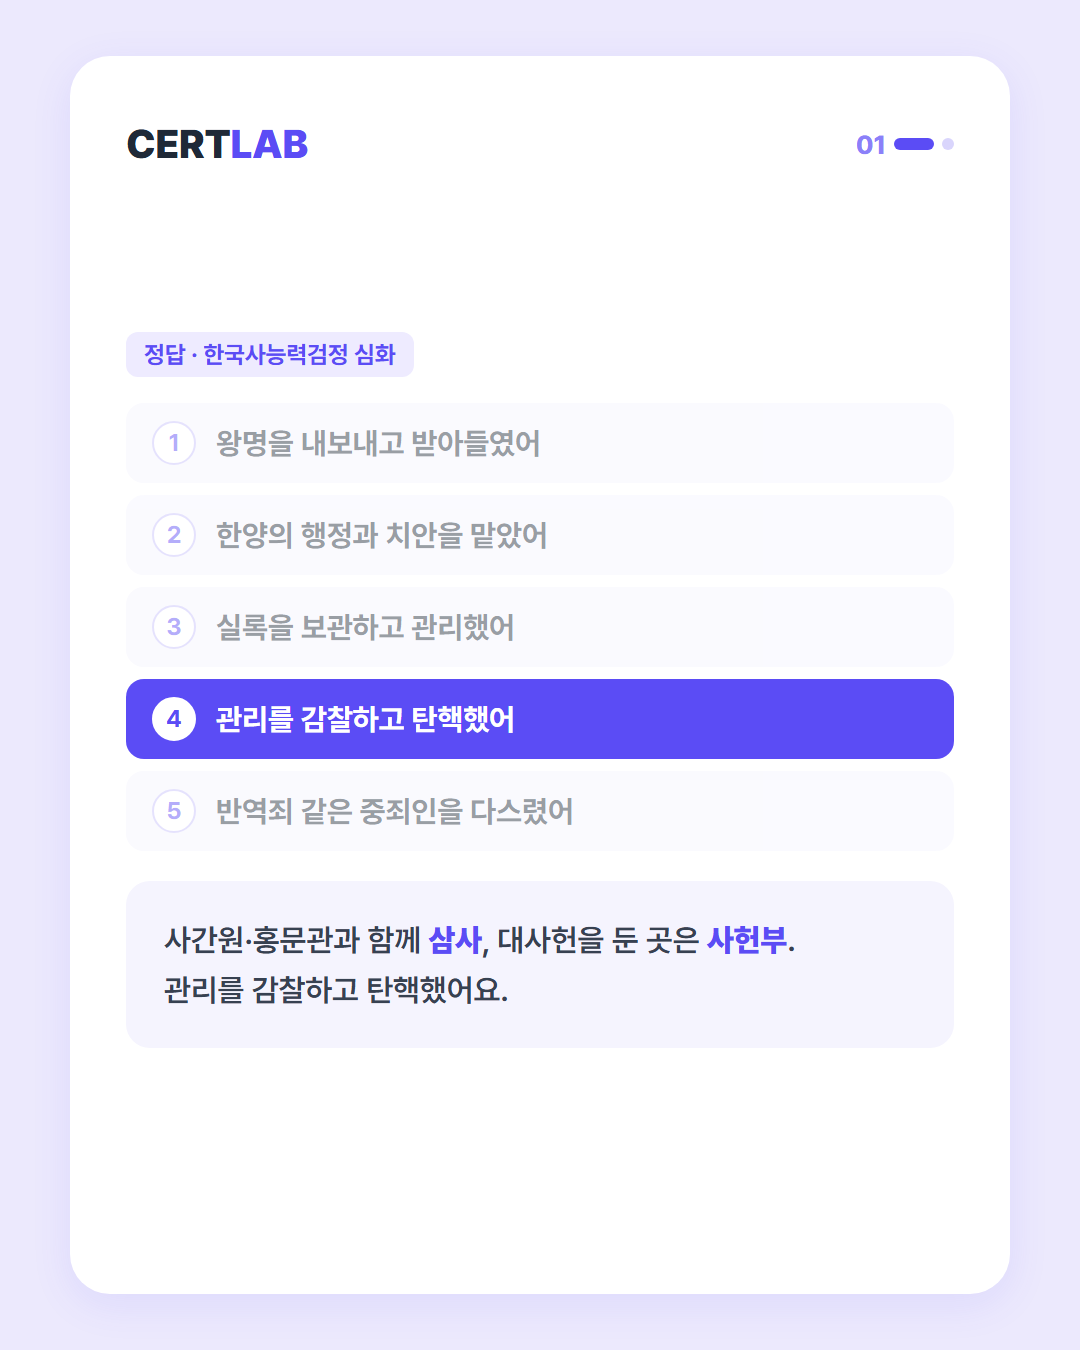 CERTLAB
01
정답 · 한국사능력검정 심화
1 왕명을 내보내고 받아들였어
2 한양의 행정과 치안을 맡았어
3 실록을 보관하고 관리했어
4 관리를 감찰하고 탄핵했어
5 반역죄 같은 중죄인을 다스렸어
사간원·홍문관과 함께 삼사, 대사헌을 둔 곳은 사헌부.
관리를 감찰하고 탄핵했어요.